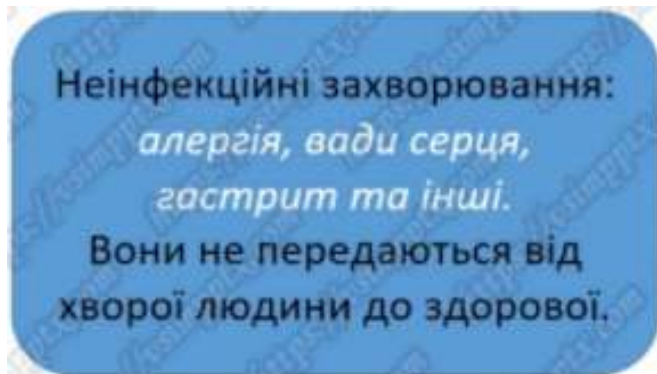 Неінфекційні захворювання:
алергія, вади серця,
гастрит та інші.
Вони не передаються від
хворої людини до здорової.